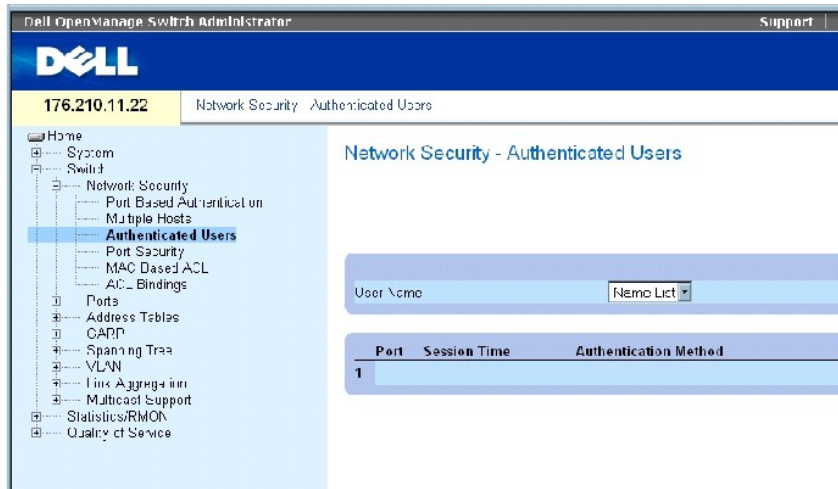 Dell OpenManage Switch Administrator
Support
DELL
176.210.11.22
Network Security - Authenticated Users
Home
System
Switch
Network Security
Port Based Authentication
Multiple Hosts
Authenticated Users
Port Security
MAC Based ACL
ACL Bindings
Ports
Address Tables
GARP
Spanning Tree
VLAN
Link Aggregation
Multicast Support
Statistics/RMON
Quality of Service
Network Security - Authenticated Users
User Name
Name List
Port Session Time Authentication Method
1